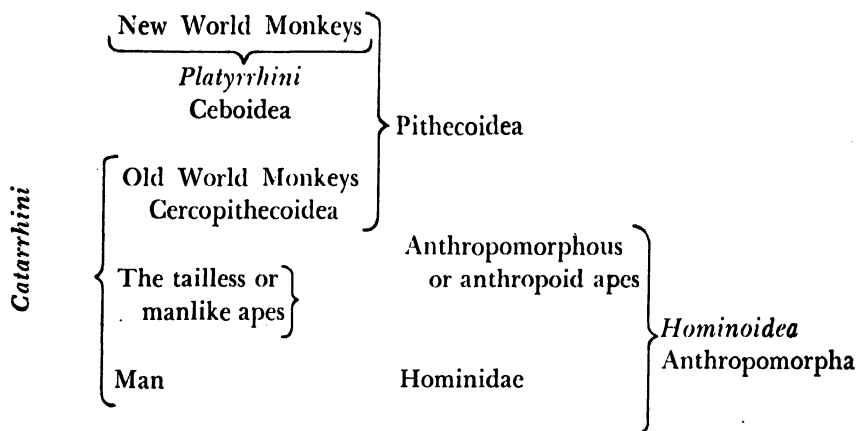 New World Monkeys
Platyrrhini
Ceboidea
Pithecoidea
Catarrhini
Old World Monkeys
Cercopithecoidea
Anthropomorphous
or anthropoid apes
The tailless or
manlike apes
Hominoidea
Anthropomorpha
Man
Hominidae